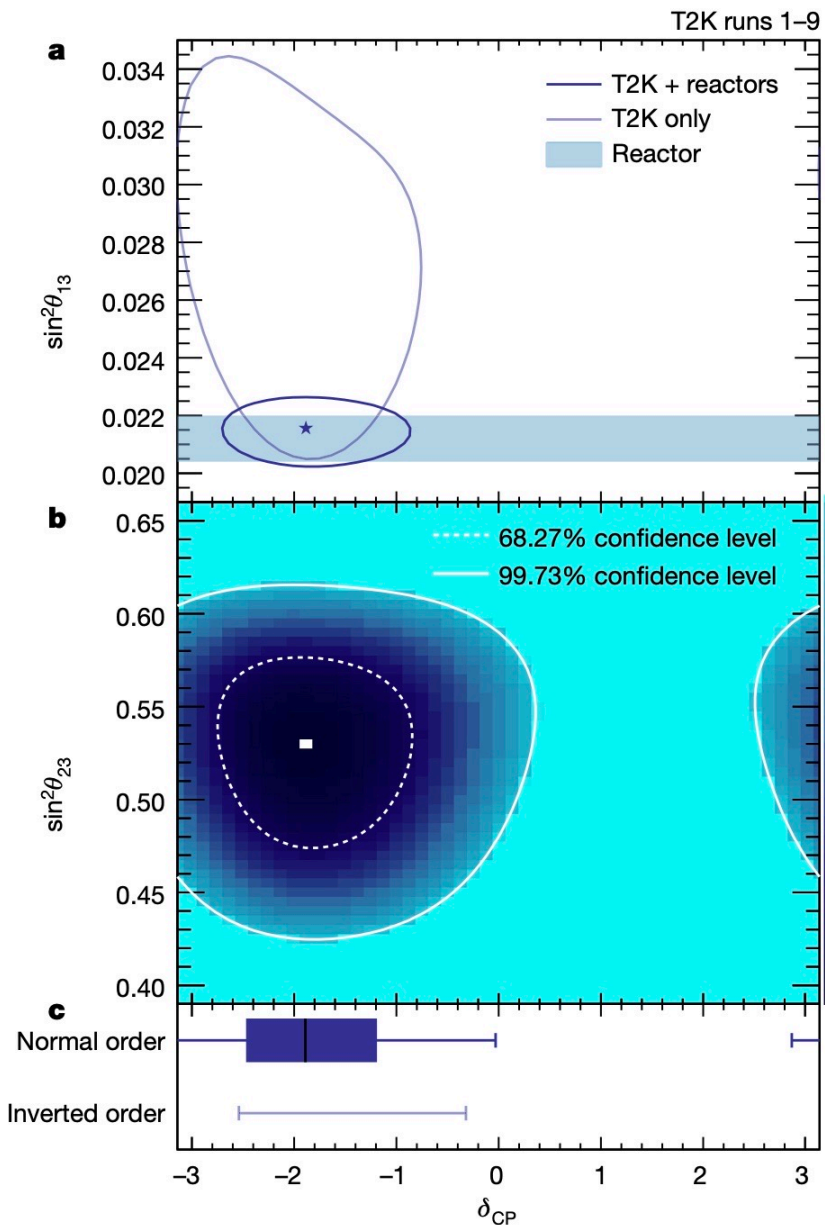 T2K runs 1–9
a
0.034
0.032
0.030
0.028
0.026
0.024
0.022
0.020
sin²θ₁₃
T2K + reactors
T2K only
Reactor
b
0.65
0.60
0.55
0.50
0.45
0.40
sin²θ₂₃
68.27% confidence level
99.73% confidence level
c
Normal order
Inverted order
–3 –2 –1 0 1 2 3
δ_CP